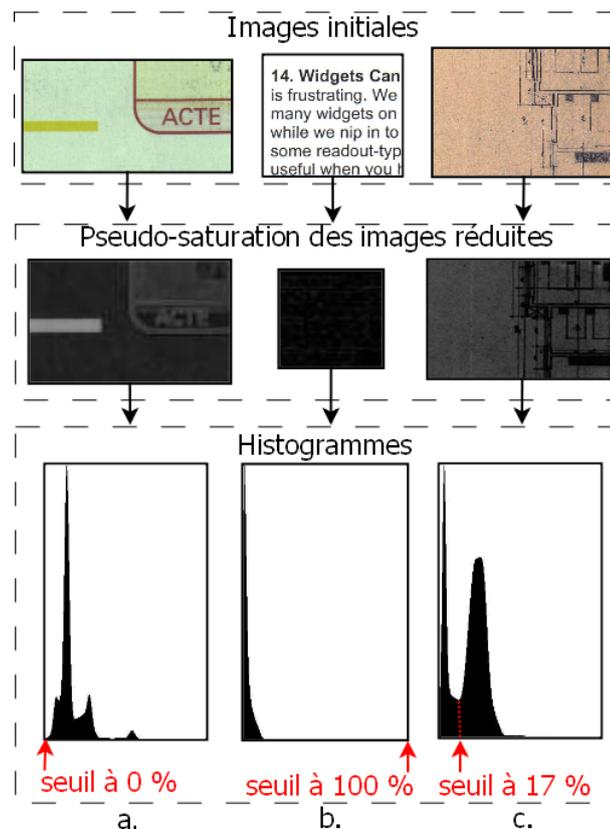 Images initiales
ACTE
14. Widgets Can
is frustrating. We
many widgets on
while we nip in to
some readout-typ
useful when you
Pseudo-saturation des images réduites
Histogrammes
seuil à 0 %
seuil à 100 %
seuil à 17 %
a.
b.
c.